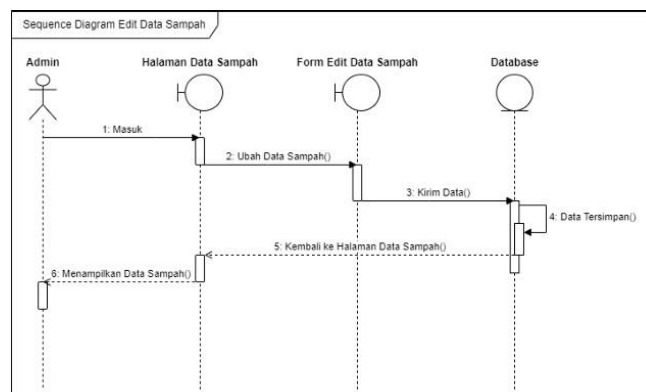 Sequence Diagram Edit Data Sampah
Admin
Halaman Data Sampah
Form Edit Data Sampah
Database
1: Masuk
2: Ubah Data Sampah()
3: Kirim Data()
4: Data Tersimpan()
5: Kembali ke Halaman Data Sampah()
6: Menampilkan Data Sampah()